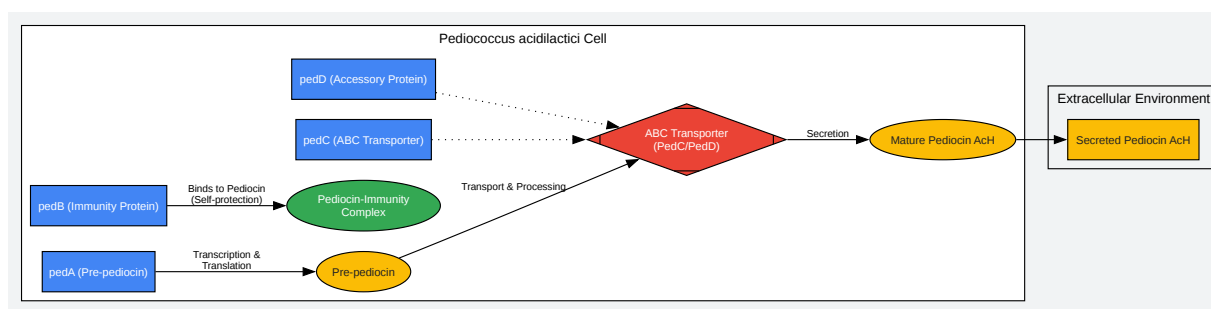 Pediococcus acidilactici Cell
pedD (Accessory Protein)
pedC (ABC Transporter)
ABC Transporter
(PedC/PedD)
Secretion
Mature Pediocin AcH
Extracellular Environment
Secreted Pediocin AcH
pedB (Immunity Protein)
Binds to Pediocin
(Self-protection)
Pediocin-Immunity
Complex
Transport & Processing
pedA (Pre-pediocin)
Transcription &
Translation
Pre-pediocin